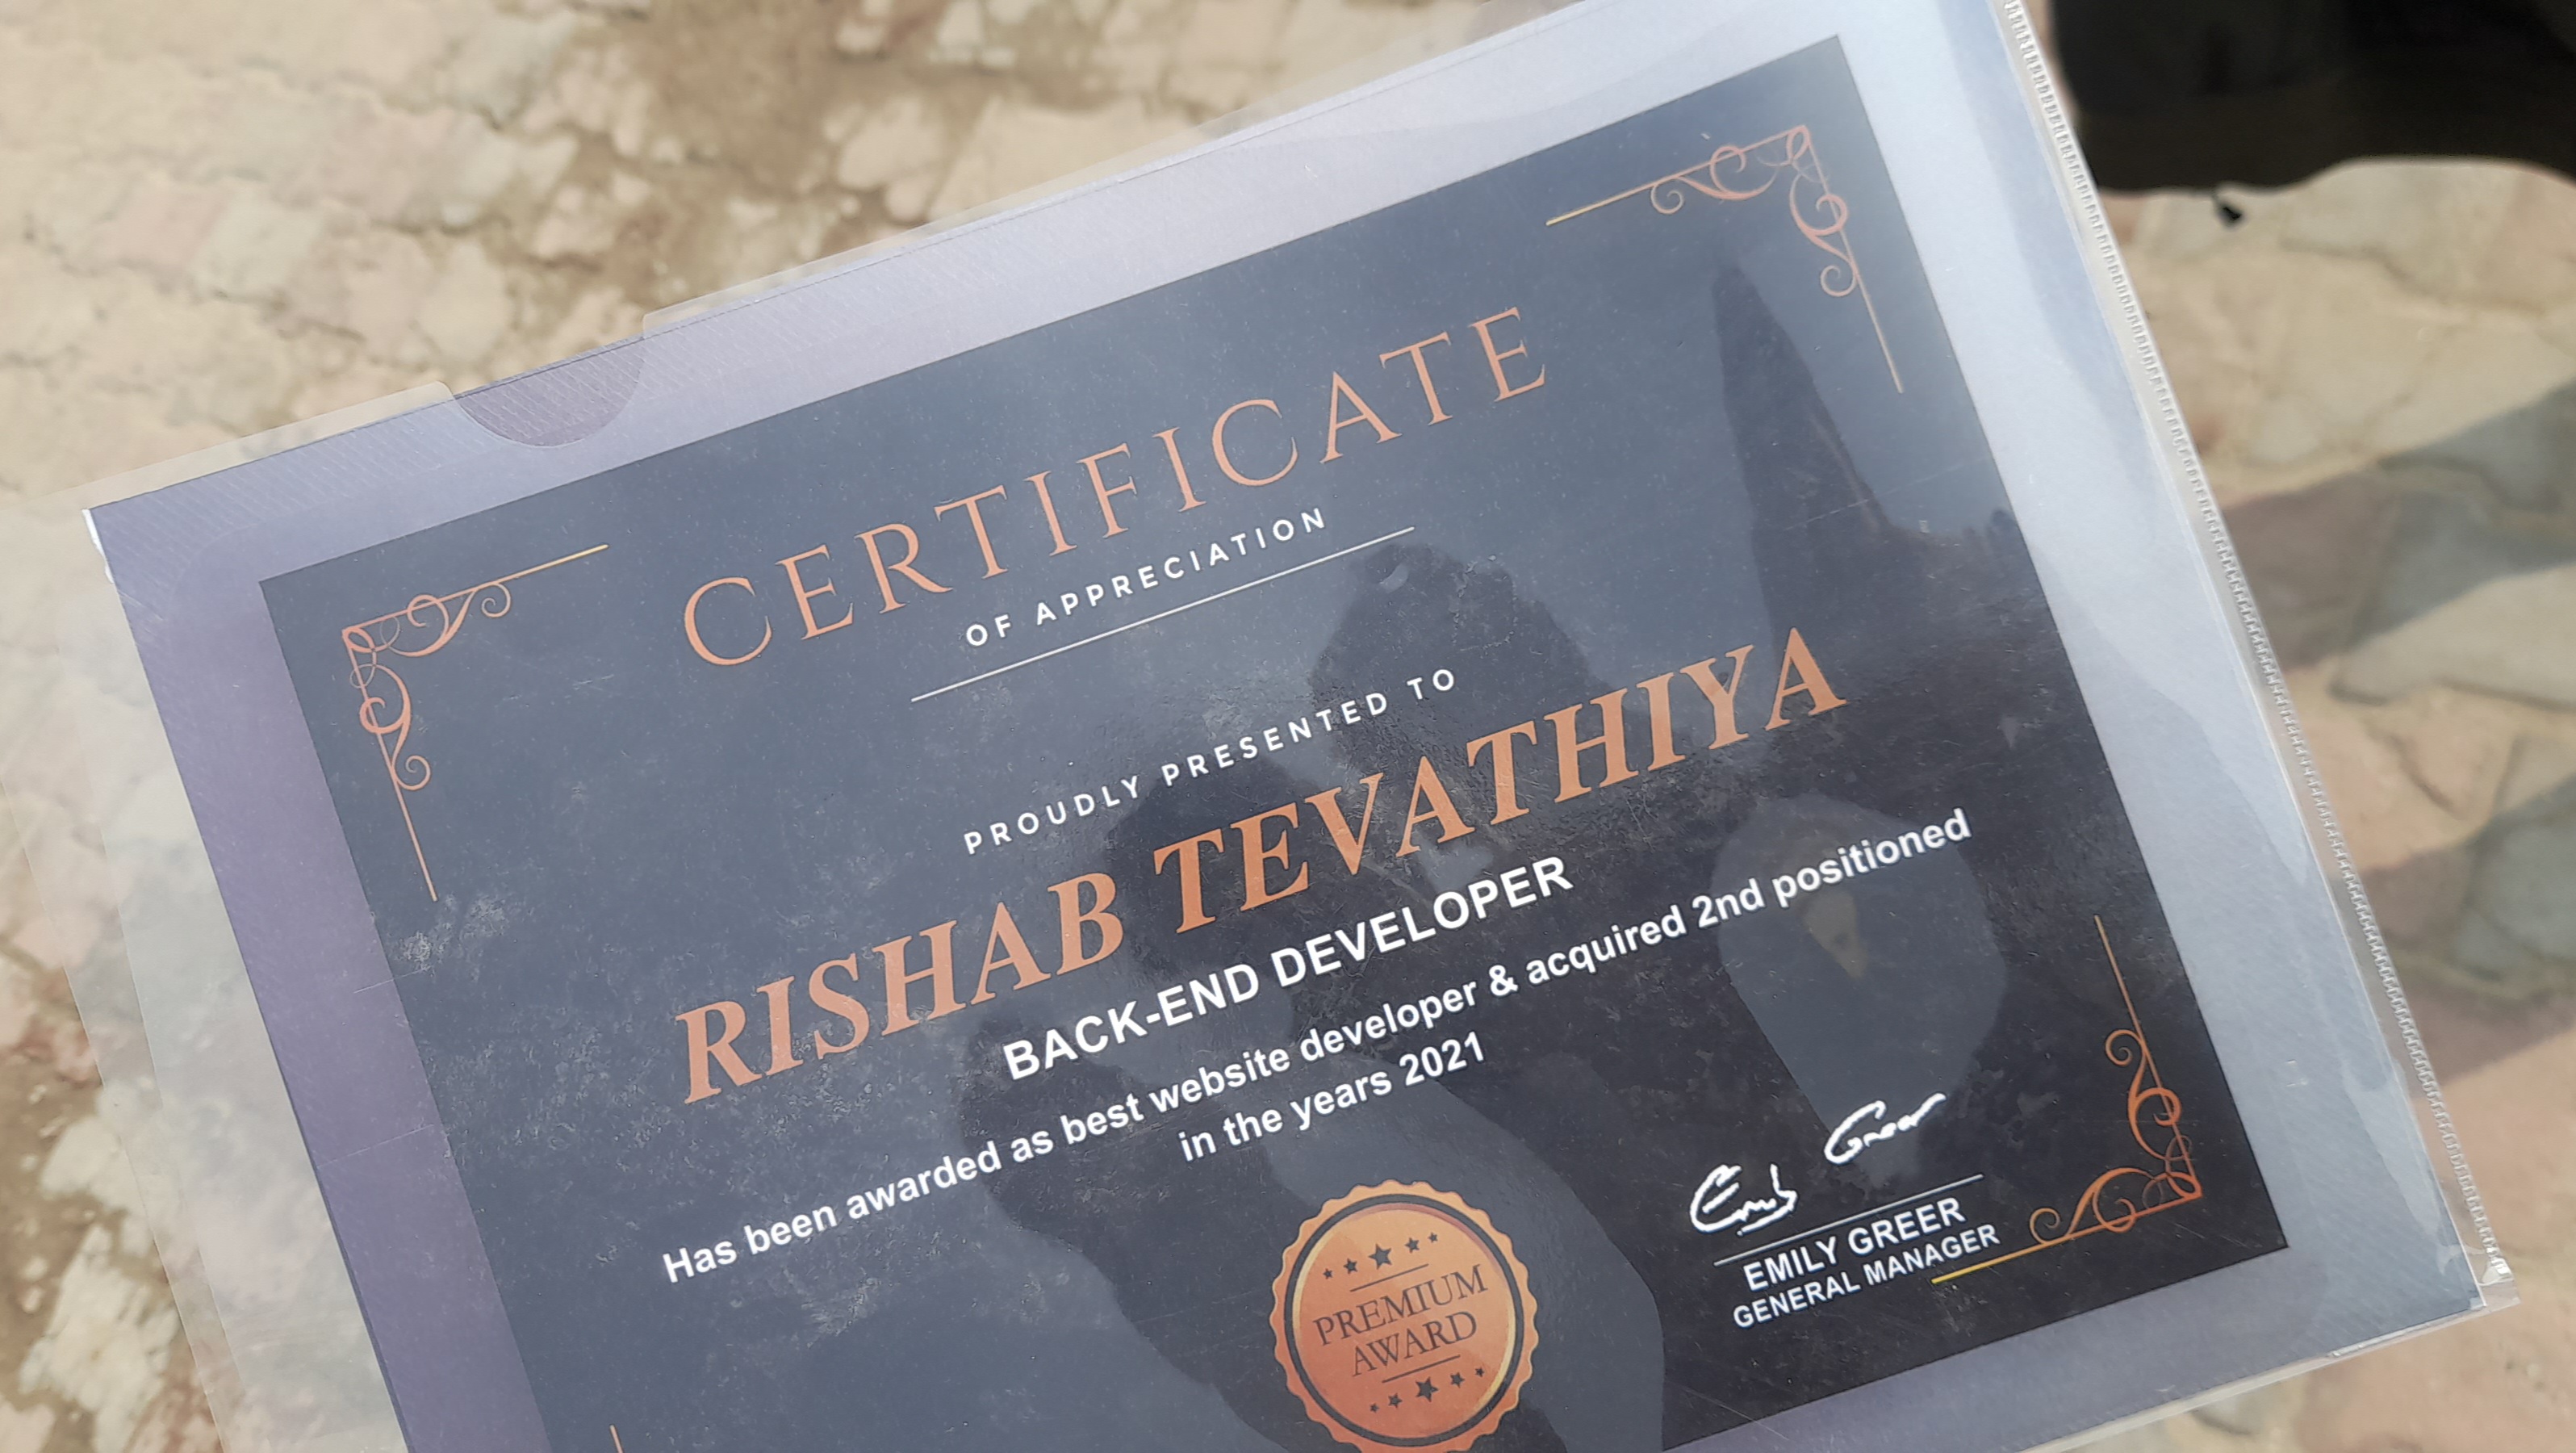 CERTIFICATE
OF APPRECIATION
PROUDLY PRESENTED TO
RISHAB TEVATHIYA
BACK-END DEVELOPER
Has been awarded as best website developer & acquired 2nd positioned
in the years 2021
PREMIUM
AWARD
Emily Greer
EMILY GREER
GENERAL MANAGER